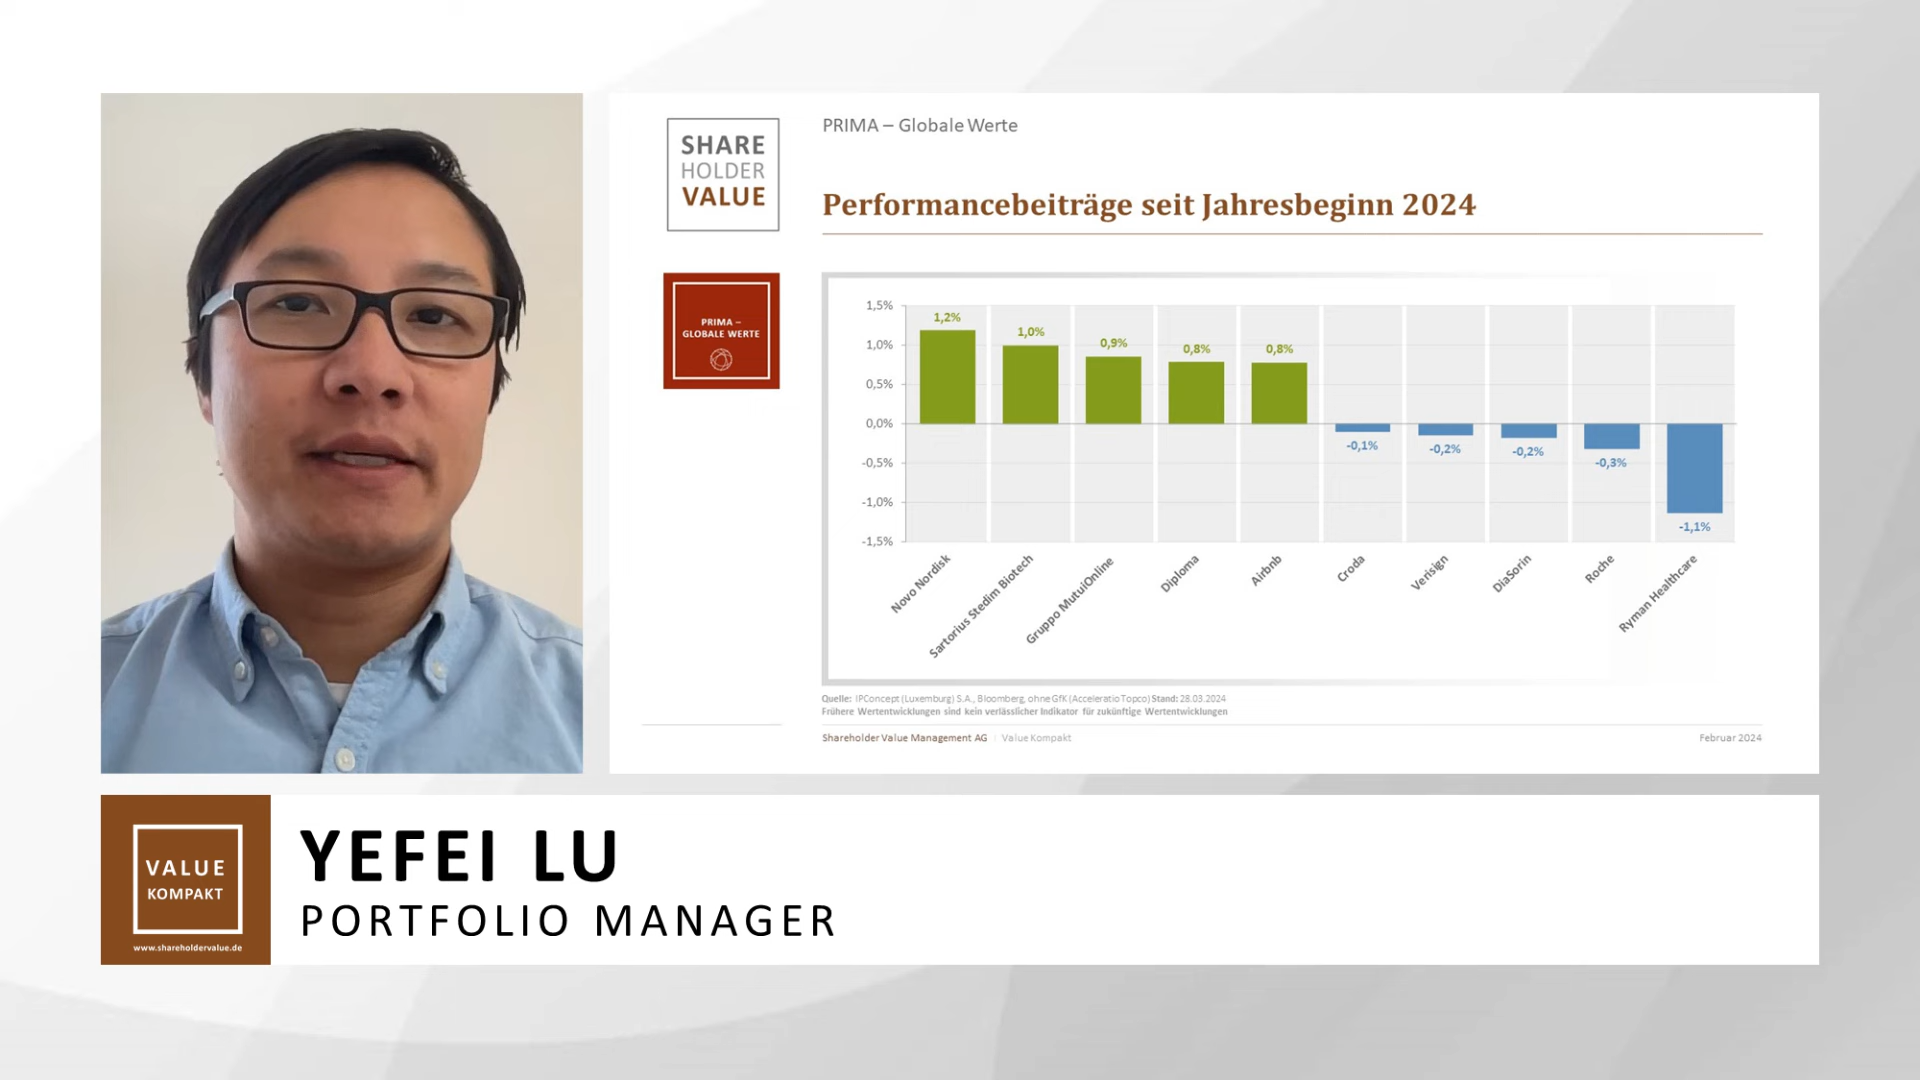 SHARE
HOLDER
VALUE
PRIMA – Globale Werte
Performancebeiträge seit Jahresbeginn 2024
PRIMA –
GLOBALE WERTE
1,5%
1,0%
0,5%
0,0%
-0,5%
-1,0%
-1,5%
1,2%
1,0%
0,9%
0,8%
0,8%
-0,1%
-0,2%
-0,2%
-0,3%
-1,1%
Novo Nordisk
Sartorius Stedim Biotech
Gruppo MutuiOnline
Diploma
Airbnb
Croda
Verisign
DiaSorin
Roche
Ryman Healthcare
Quelle: IPConcept (Luxemburg) S.A., Bloomberg, ohne GfK (Acceleratio Topco) Stand: 28.03.2024
Frühere Wertentwicklungen sind kein verlässlicher Indikator für zukünftige Wertentwicklungen
Shareholder Value Management AG | Value Kompakt
Februar 2024
VALUE
KOMPAKT
www.shareholdervalue.de
YEFEI LU
PORTFOLIO MANAGER